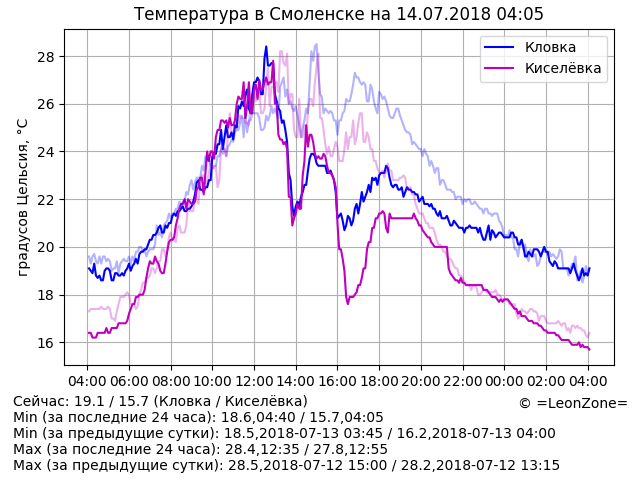 Температура в Смоленске на 14.07.2018 04:05
Кловка
Киселёвка
градусов Цельсия, °C
28
26
24
22
20
18
16
04:00 06:00 08:00 10:00 12:00 14:00 16:00 18:00 20:00 22:00 00:00 02:00 04:00
© =LeonZone=
Сейчас: 19.1 / 15.7 (Кловка / Киселёвка)
Min (за последние 24 часа): 18.6,04:40 / 15.7,04:05
Min (за предыдущие сутки): 18.5,2018-07-13 03:45 / 16.2,2018-07-13 04:00
Max (за последние 24 часа): 28.4,12:35 / 27.8,12:55
Max (за предыдущие сутки): 28.5,2018-07-12 15:00 / 28.2,2018-07-12 13:15